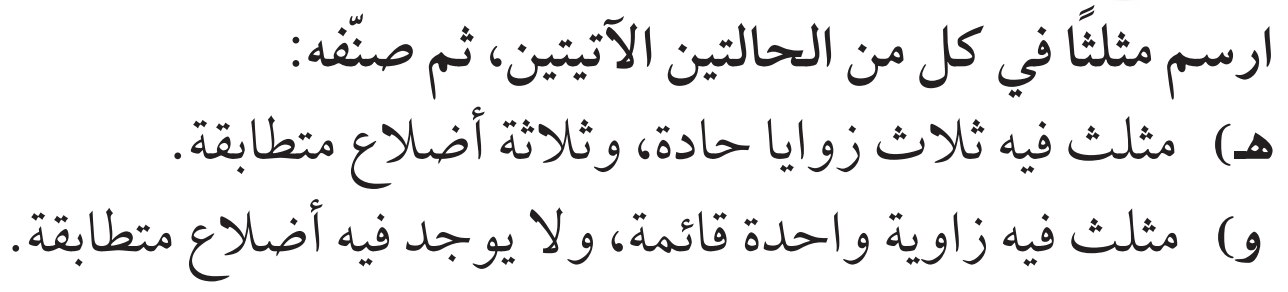 ارسم مثلثًا في كل من الحالتين الآتيتين، ثم صنّفه:
هـ) مثلث فيه ثلاث زوايا حادة، وثلاثة أضلاع متطابقة.
و) مثلث فيه زاوية واحدة قائمة، ولا يوجد فيه أضلاع متطابقة.